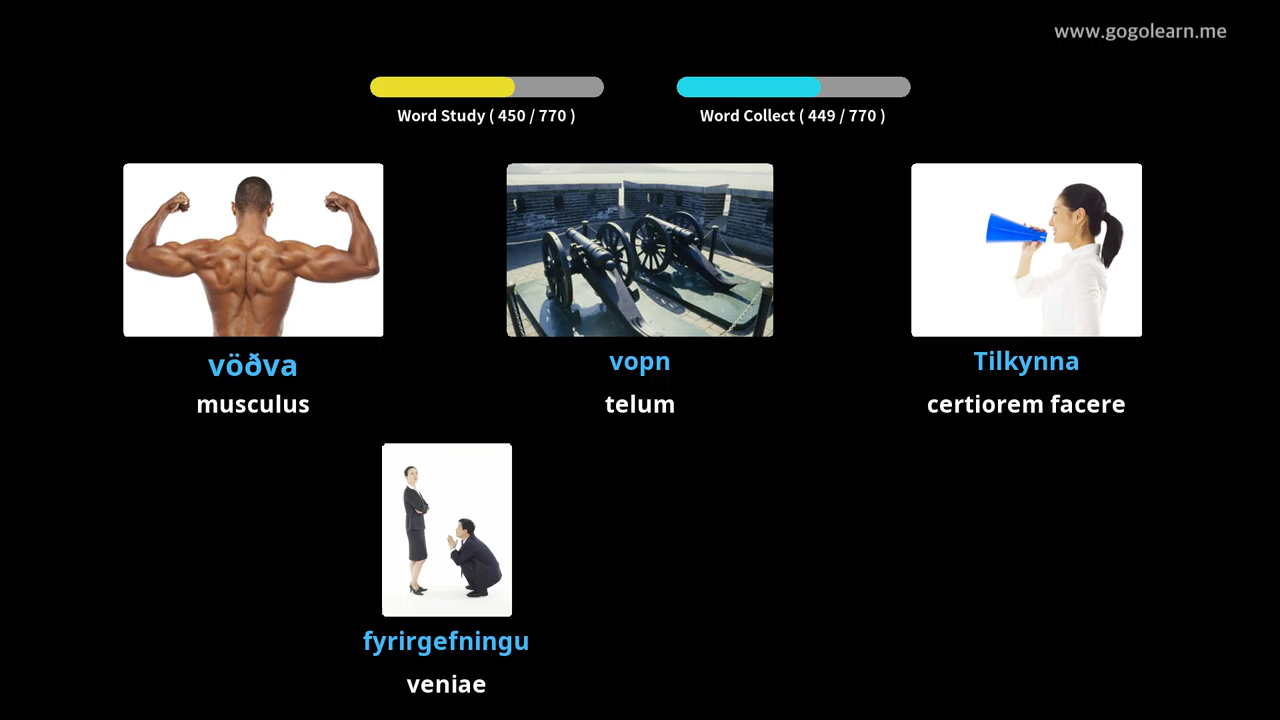 www.gogolearn.me
Word Study ( 450 / 770 )
Word Collect ( 449 / 770 )
vöðva
musculus
vopn
telum
Tilkynna
certiorem facere
fyrirgefningu
veniae